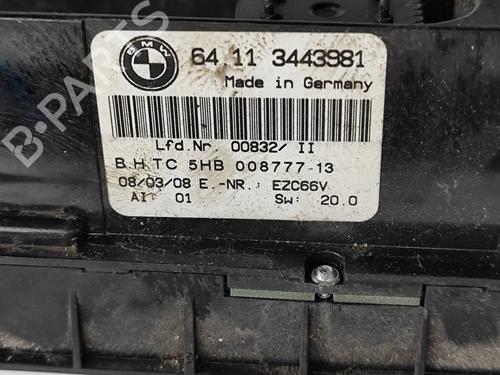 BMW
64.11 3443981
Made in Germany
Lfd.Nr. 00832/ II
B.H.TC 5HB 008777-13
08/03/08 E.-NR.: EZC66V
AI: 01 Sw: 20.0
B-PARTS